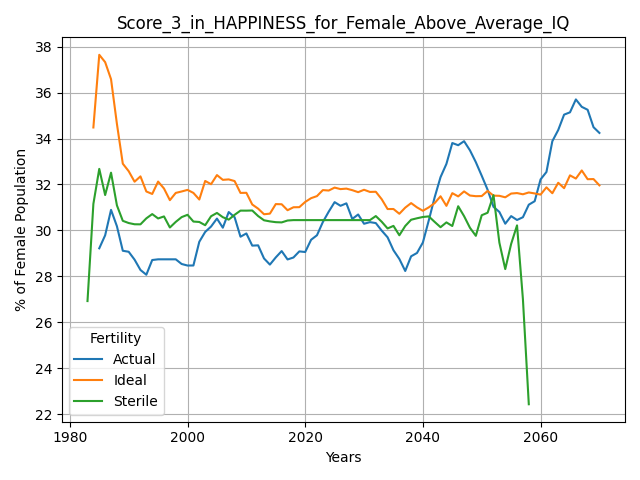 Score_3_in_HAPPINESS_for_Female_Above_Average_IQ
% of Female Population
38
36
34
32
30
28
26
24
22
Fertility
Actual
Ideal
Sterile
1980
2000
2020
2040
2060
Years